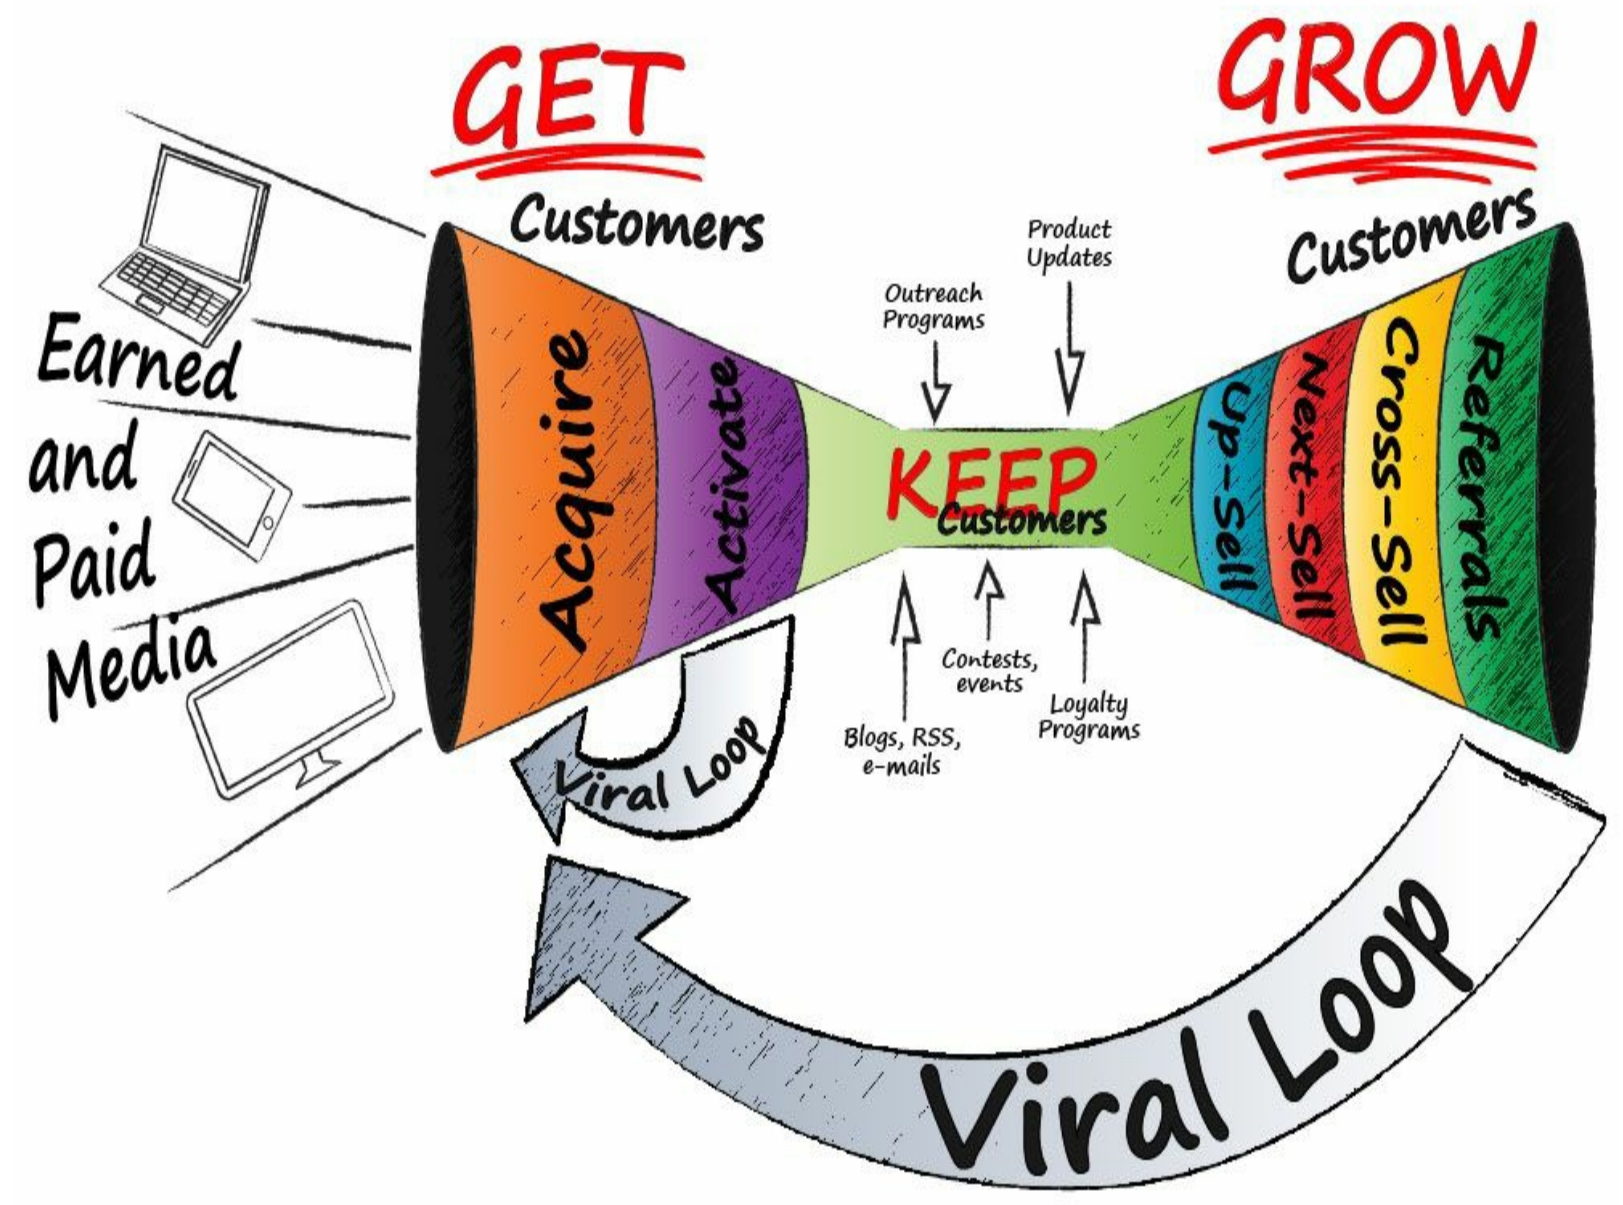 GET
Customers
GROW
Customers
Earned
and
Paid
Media
Acquire
Activate
Outreach
Programs
Product
Updates
KEEP
Customers
Blogs, RSS,
e-mails
Contests,
events
Loyalty
Programs
Up-Sell
Next-Sell
Cross-Sell
Referrals
Viral Loop
Viral Loop